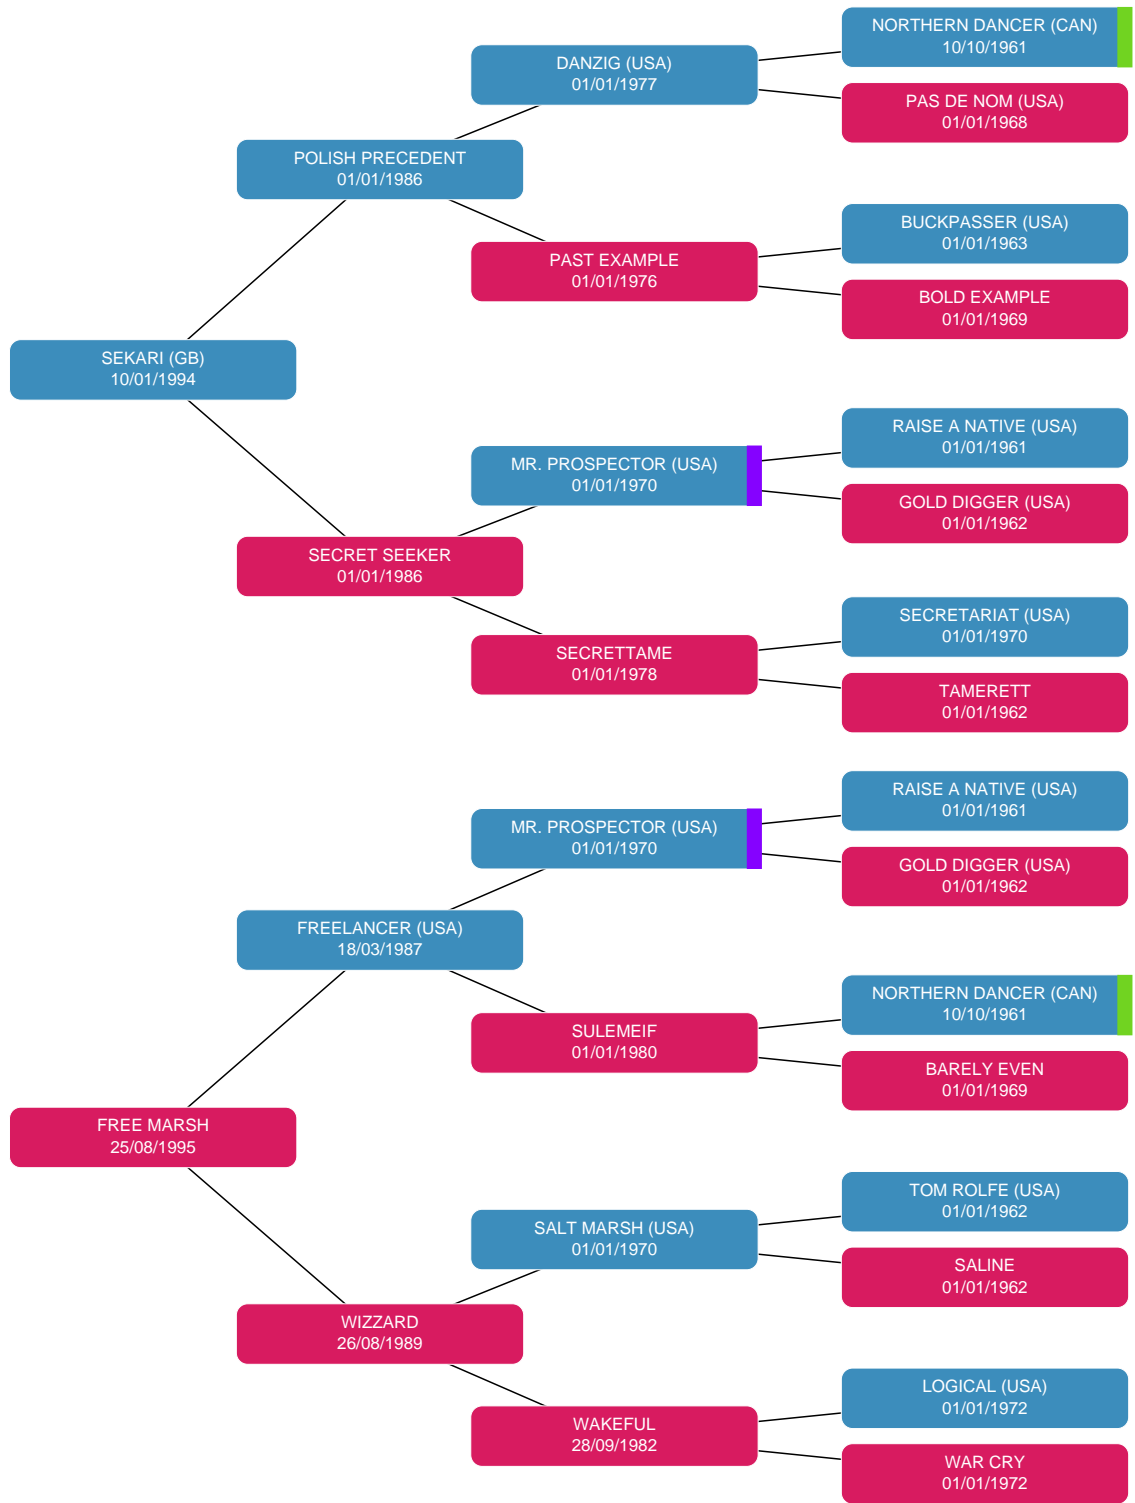 NORTHERN DANCER (CAN)
10/10/1961
DANZIG (USA)
01/01/1977
PAS DE NOM (USA)
01/01/1968
POLISH PRECEDENT
01/01/1986
BUCKPASSER (USA)
01/01/1963
PAST EXAMPLE
01/01/1976
BOLD EXAMPLE
01/01/1969
SEKARI (GB)
10/01/1994
RAISE A NATIVE (USA)
01/01/1961
MR. PROSPECTOR (USA)
01/01/1970
GOLD DIGGER (USA)
01/01/1962
SECRET SEEKER
01/01/1986
SECRETARIAT (USA)
01/01/1970
SECRETTAME
01/01/1978
TAMERETT
01/01/1962
RAISE A NATIVE (USA)
01/01/1961
MR. PROSPECTOR (USA)
01/01/1970
GOLD DIGGER (USA)
01/01/1962
FREELANCER (USA)
18/03/1987
NORTHERN DANCER (CAN)
10/10/1961
SULEMEIF
01/01/1980
BARELY EVEN
01/01/1969
FREE MARSH
25/08/1995
TOM ROLFE (USA)
01/01/1962
SALT MARSH (USA)
01/01/1970
SALINE
01/01/1962
WIZZARD
26/08/1989
LOGICAL (USA)
01/01/1972
WAKEFUL
28/09/1982
WAR CRY
01/01/1972